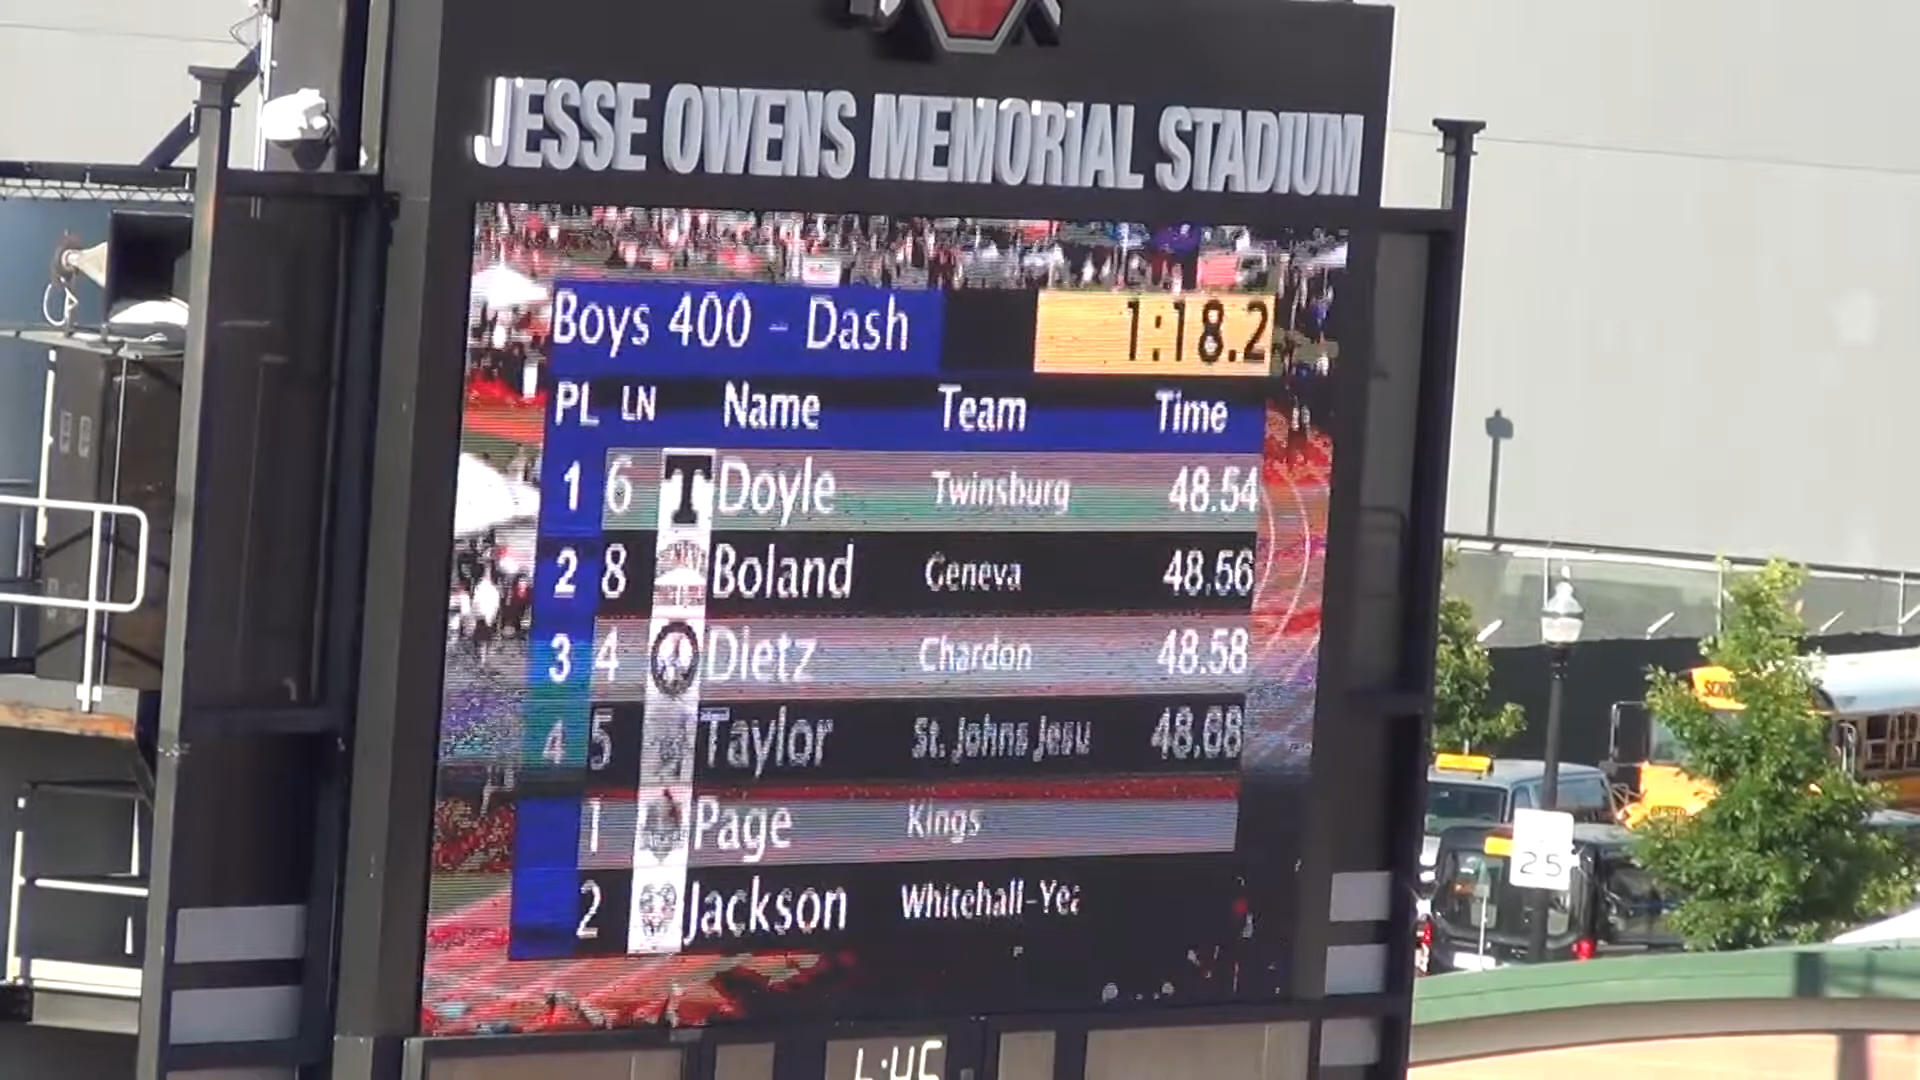 JESSE OWENS MEMORIAL STADIUM
Boys 400 - Dash 1:18.2
PL LN Name Team Time
1 6 T Doyle Twinsburg 48.54
2 8 Boland Geneva 48.56
3 4 Dietz Chardon 48.58
4 5 Taylor St. Johns Jesu 48.68
1 Page Kings
2 Jackson Whitehall-Yea
25